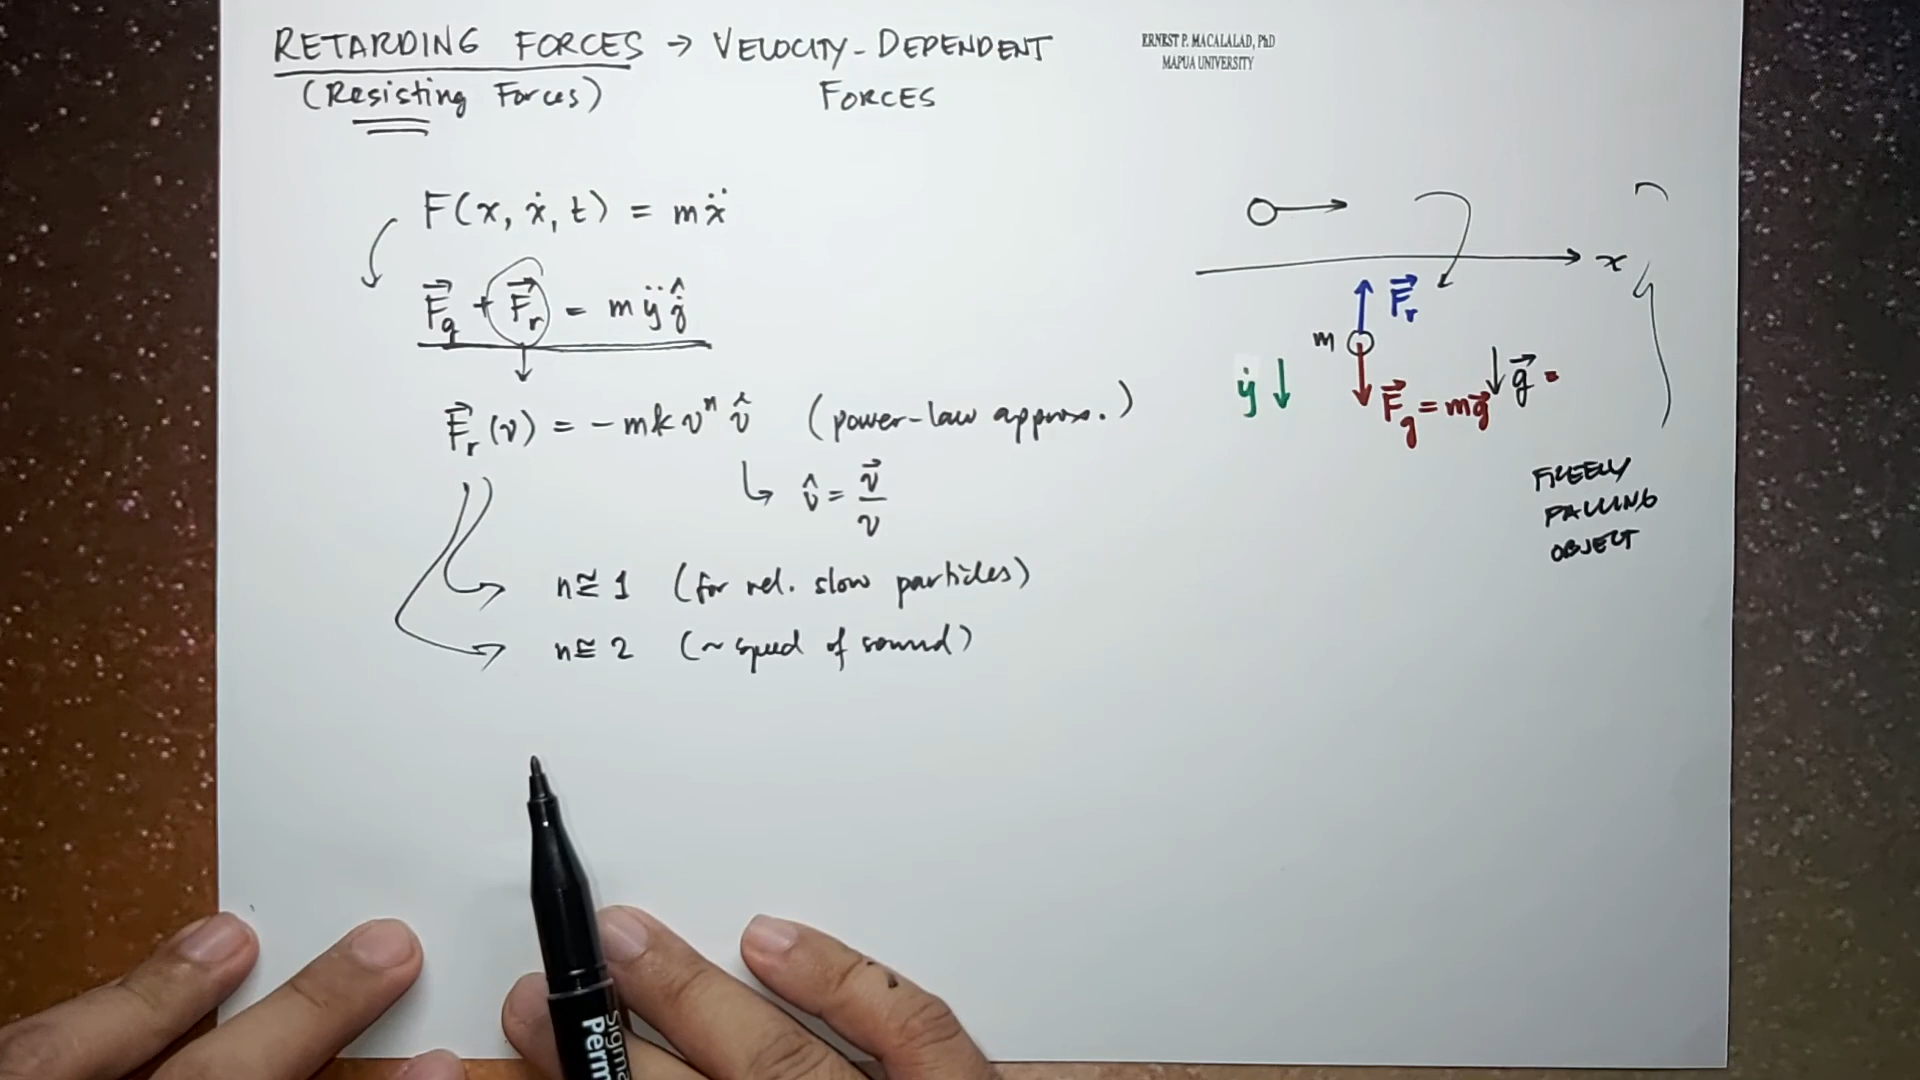 RETARDING FORCES → VELOCITY-DEPENDENT
(Resisting Forces) FORCES
ERNEST P. MACALALAD, PhD
MAPUA UNIVERSITY
F(x, ẋ, t) = mẍ
F⃗g + F⃗r = mÿĵ
F⃗r(v) = -mkvⁿ v̂ (power-law approx.)
v̂ = v⃗/v
n ≅ 1 (for rel. slow particles)
n ≅ 2 (~ speed of sound)
x
F⃗r
m
ẏ ↓
↓ g⃗ =
F⃗g = mg⃗
FREELY
FALLING
OBJECT
Sigma
Perm